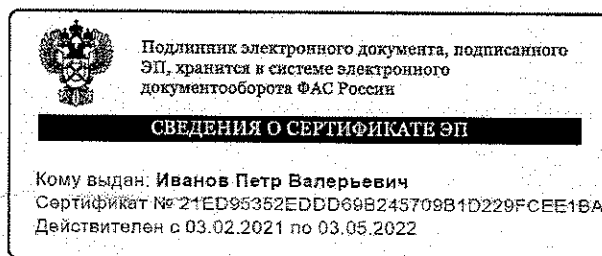 Подлинник электронного документа, подписанного
ЭП, хранится в системе электронного
документооборота ФАС России
СВЕДЕНИЯ О СЕРТИФИКАТЕ ЭП
Кому выдан: Иванов Петр Валерьевич
Сертификат № 21ED95352EDDD69B245709B1D229FCEE1BA
Действителен с 03.02.2021 по 03.05.2022